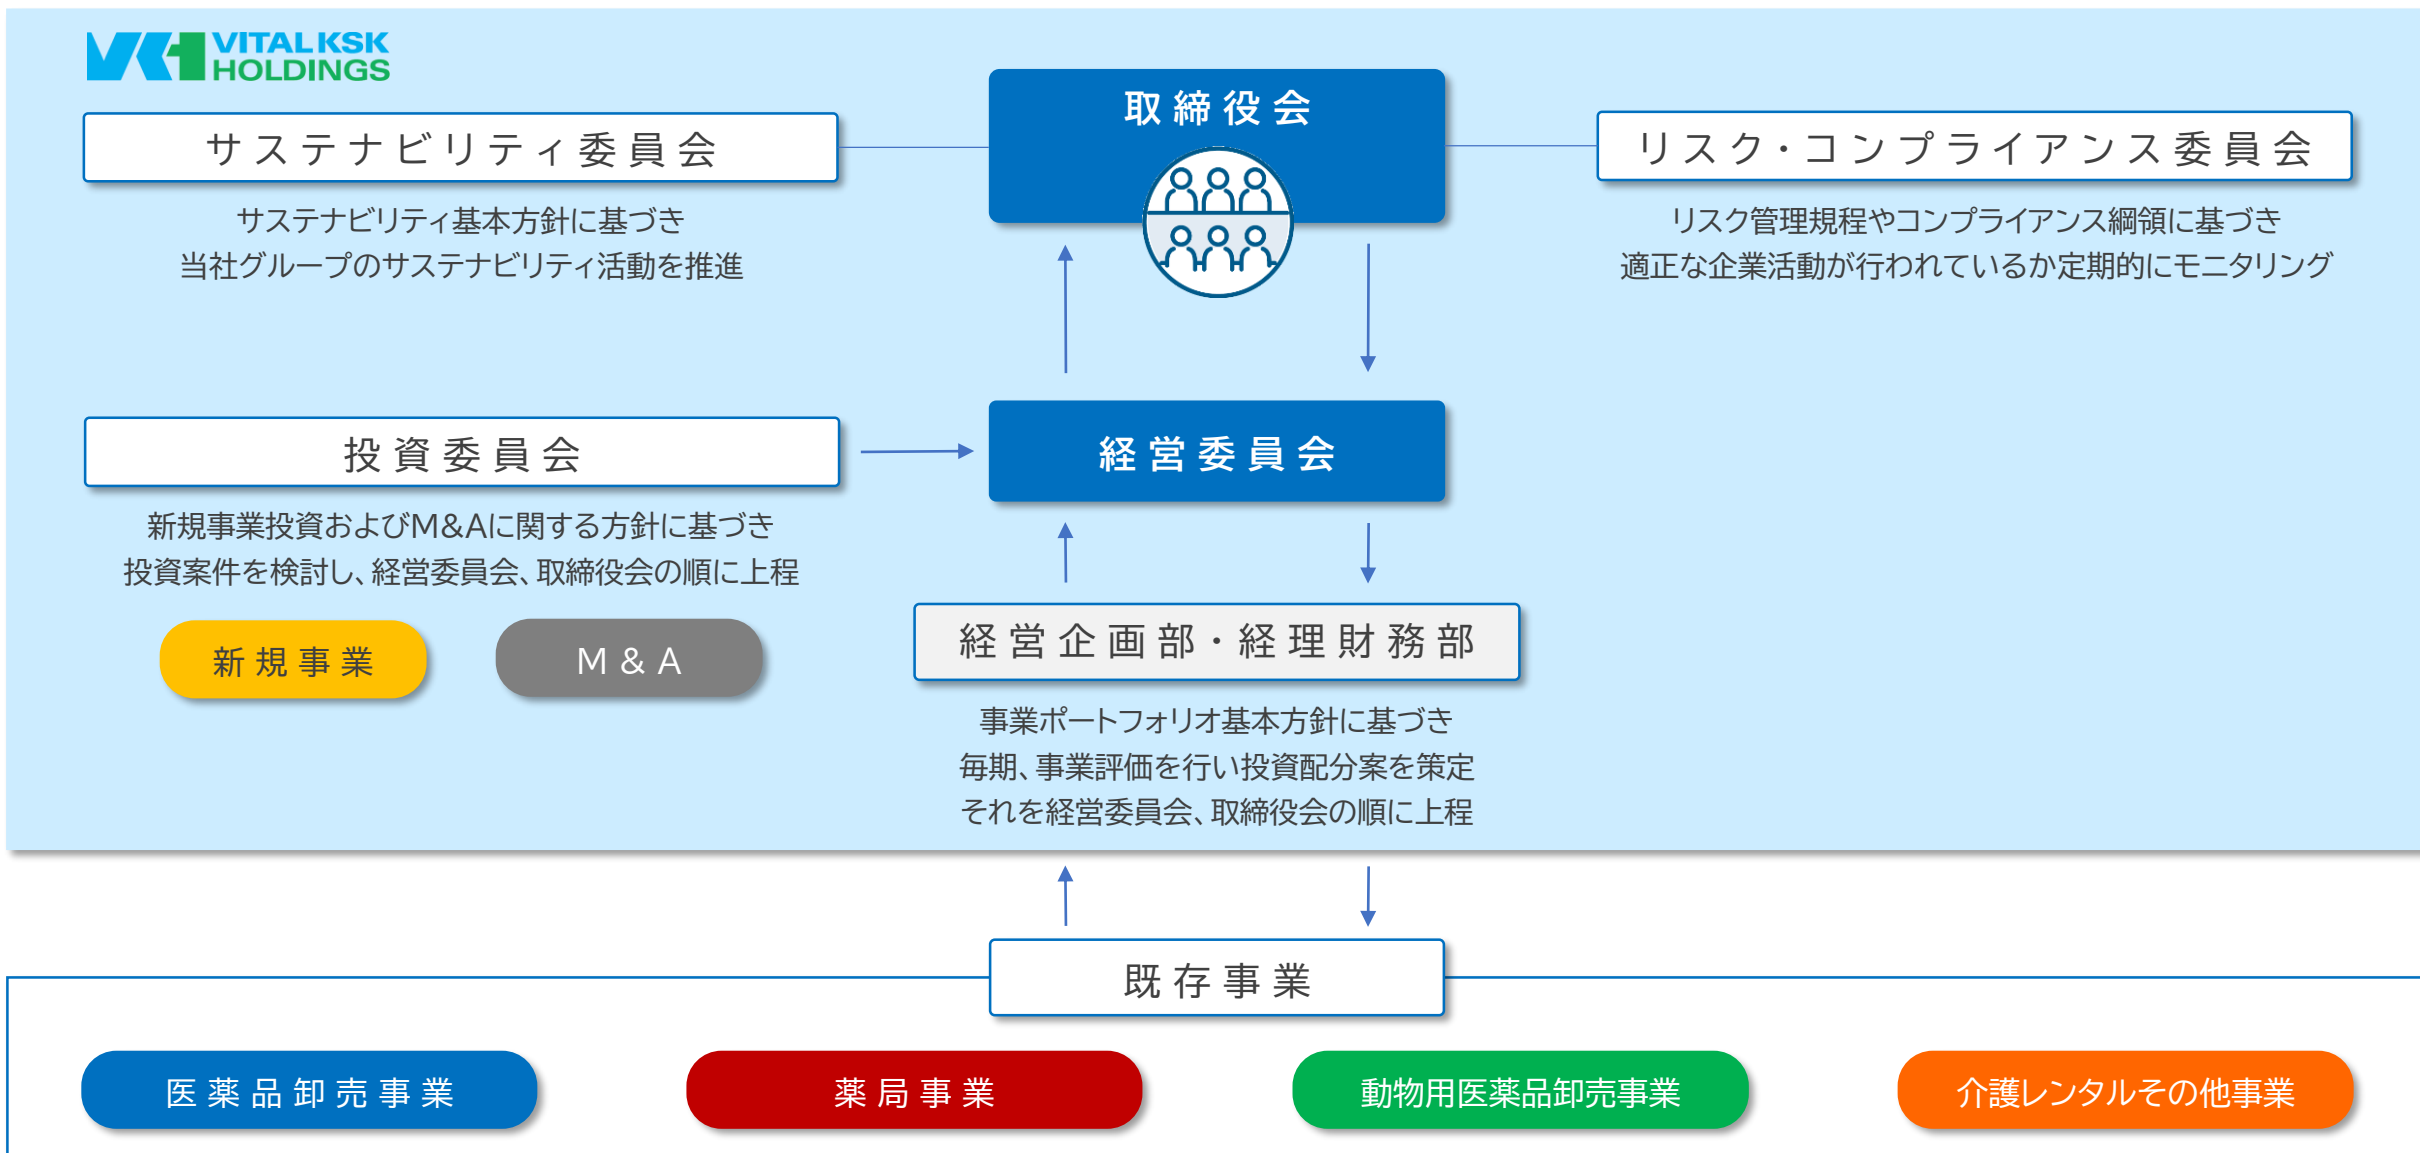 VITAL KSK
HOLDINGS
取締役会
サステナビリティ委員会
リスク・コンプライアンス委員会
サステナビリティ基本方針に基づき
当社グループのサステナビリティ活動を推進
リスク管理規程やコンプライアンス綱領に基づき
適正な企業活動が行われているか定期的にモニタリング
投資委員会
経営委員会
新規事業投資およびM&Aに関する方針に基づき
投資案件を検討し、経営委員会、取締役会の順に上程
新規事業
M&A
経営企画部・経理財務部
事業ポートフォリオ基本方針に基づき
毎期、事業評価を行い投資配分案を策定
それを経営委員会、取締役会の順に上程
既存事業
医薬品卸売事業
薬局事業
動物用医薬品卸売事業
介護レンタルその他事業